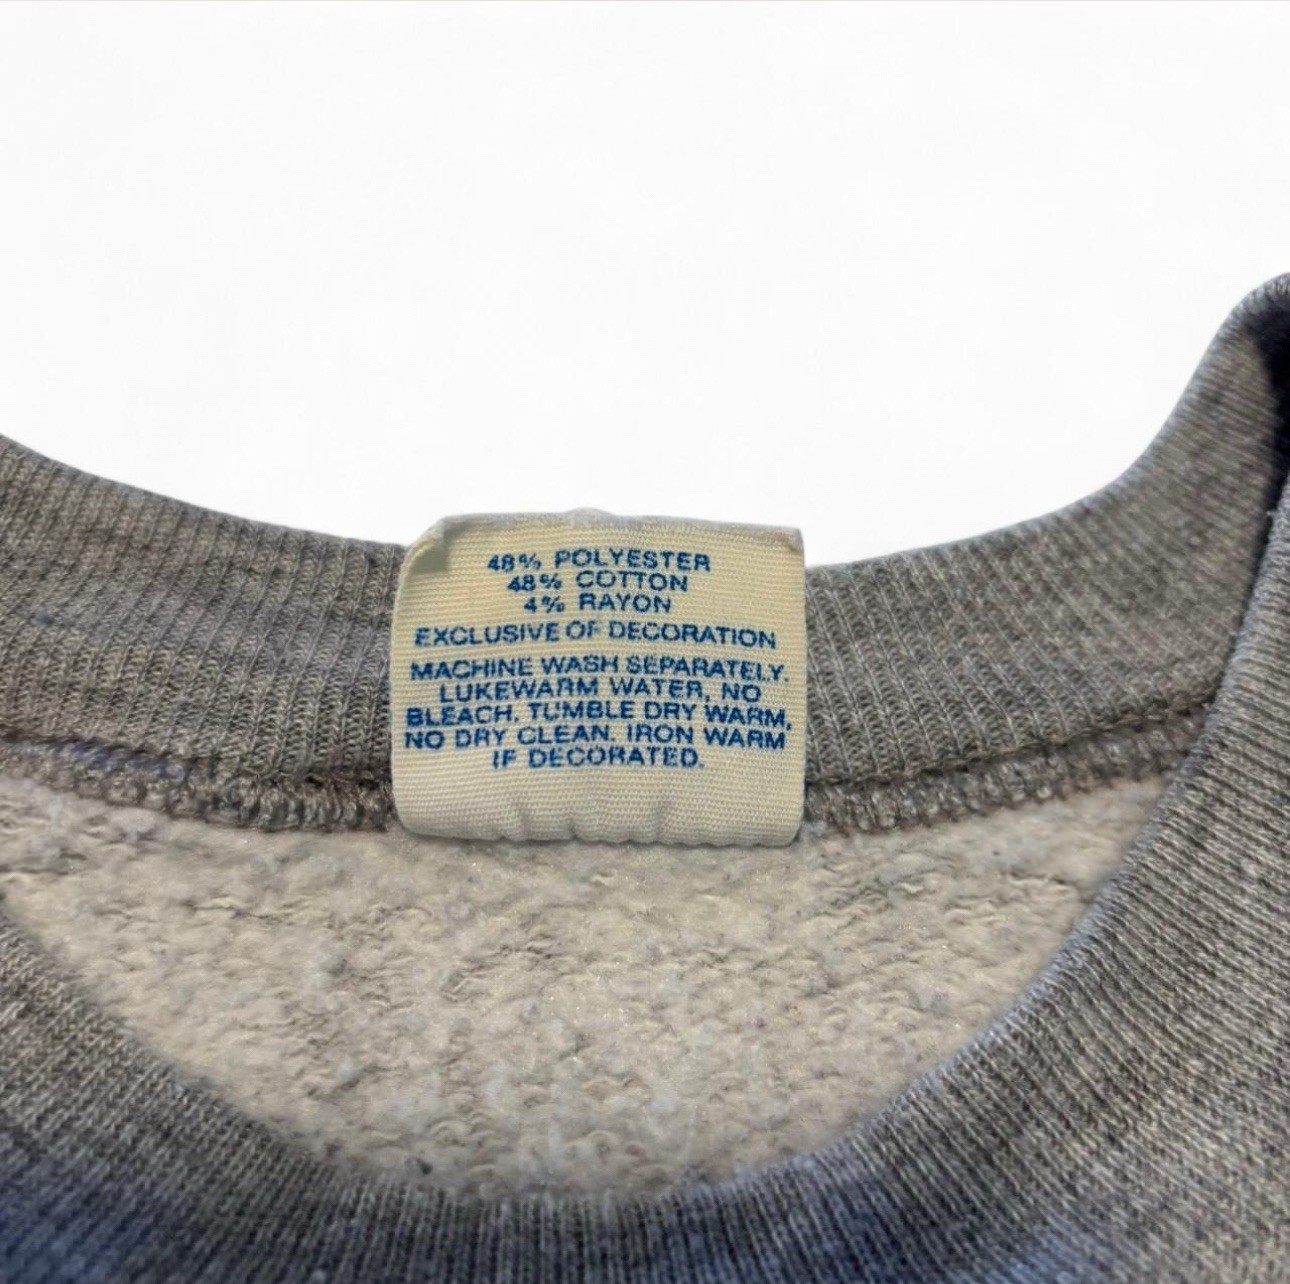 48% POLYESTER
48% COTTON
4% RAYON
EXCLUSIVE OF DECORATION
MACHINE WASH SEPARATELY.
LUKEWARM WATER, NO
BLEACH. TUMBLE DRY WARM,
NO DRY CLEAN. IRON WARM
IF DECORATED.